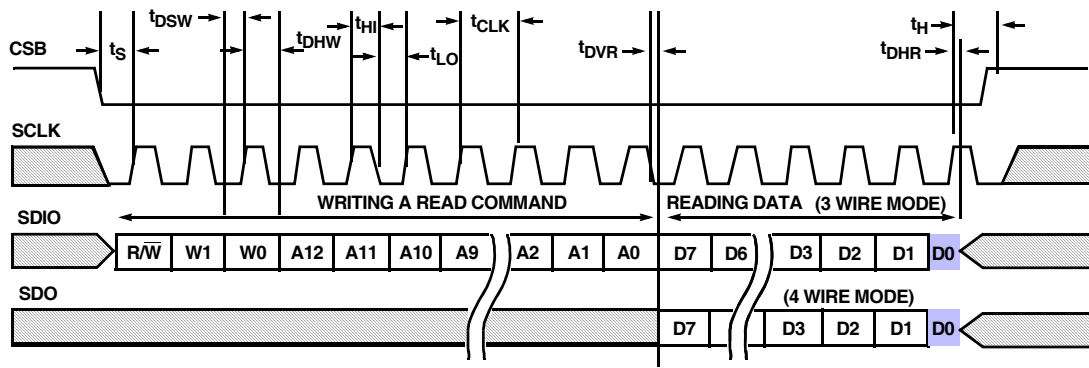 tDSW tHI tCLK tH
CSB tS tDHW tLO tDVR tDHR
SCLK
WRITING A READ COMMAND READING DATA (3 WIRE MODE)
SDIO
R/W̅ W1 W0 A12 A11 A10 A9 A2 A1 A0 D7 D6 D3 D2 D1 D0
SDO (4 WIRE MODE)
D7 D3 D2 D1 D0